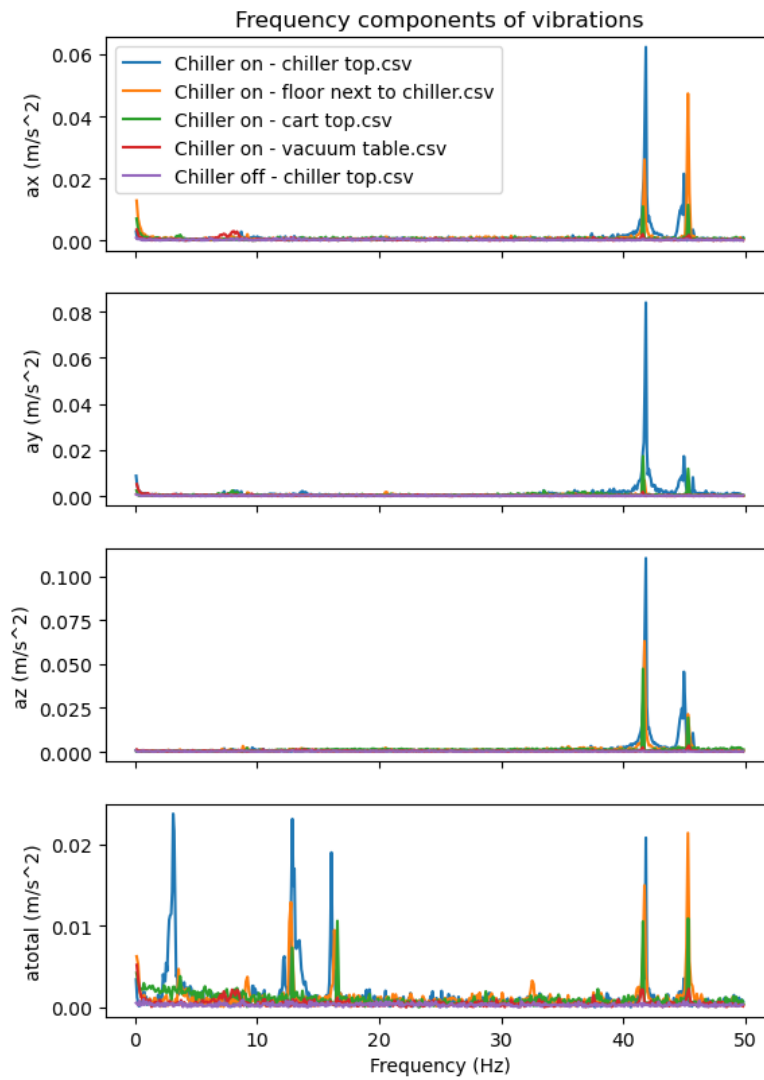 Frequency components of vibrations
0.06
0.04
0.02
0.00
ax (m/s^2)
Chiller on - chiller top.csv
Chiller on - floor next to chiller.csv
Chiller on - cart top.csv
Chiller on - vacuum table.csv
Chiller off - chiller top.csv
0.08
0.06
0.04
0.02
0.00
ay (m/s^2)
0.100
0.075
0.050
0.025
0.000
az (m/s^2)
0.02
0.01
0.00
atotal (m/s^2)
0 10 20 30 40 50
Frequency (Hz)